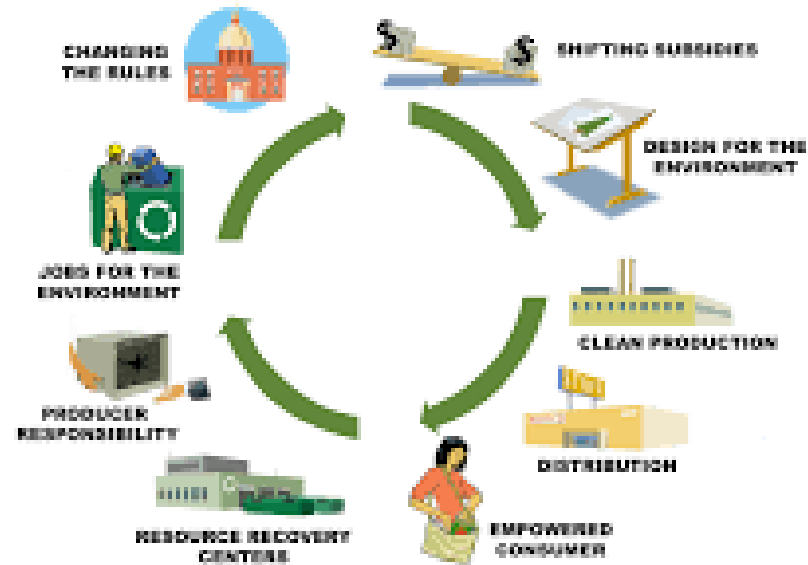 CHANGING
THE RULES
SHIFTING SUBSIDIES
DESIGN FOR THE
ENVIRONMENT
CLEAN PRODUCTION
DISTRIBUTION
EMPOWERED
CONSUMER
RESOURCE RECOVERY
CENTERS
PRODUCER
RESPONSIBILITY
JOBS FOR THE
ENVIRONMENT
$
$